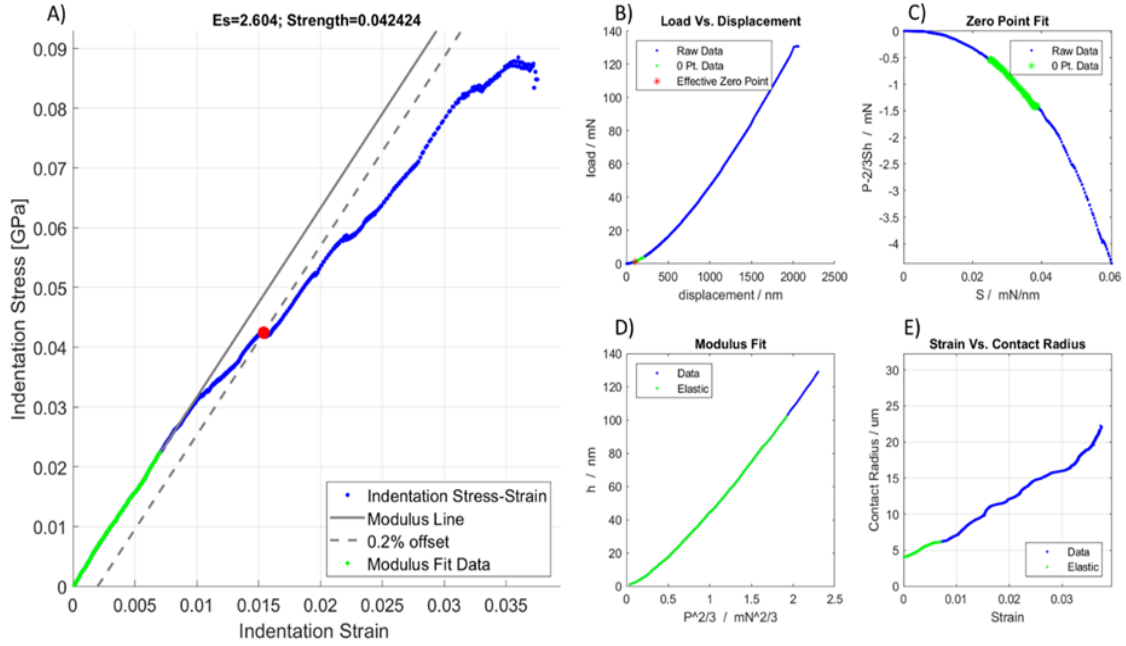 A)
Es=2.604; Strength=0.042424
0.09
0.08
0.07
0.06
0.05
0.04
0.03
0.02
0.01
0
Indentation Stress [GPa]
0
0.005
0.01
0.015
0.02
0.025
0.03
0.035
Indentation Strain
Indentation Stress-Strain
Modulus Line
0.2% offset
Modulus Fit Data
B)
Load Vs. Displacement
140
120
100
80
60
40
20
0
load / mN
0
500
1000
1500
2000
2500
displacement / nm
Raw Data
0 Pt. Data
Effective Zero Point
C)
Zero Point Fit
0
-0.5
-1
-1.5
-2
-2.5
-3
-3.5
-4
P-2/3Sh / mN
0
0.02
0.04
0.06
S / mN/nm
Raw Data
0 Pt. Data
D)
Modulus Fit
140
120
100
80
60
40
20
0
h / nm
0
0.5
1
1.5
2
2.5
P^2/3 / mN^2/3
Data
Elastic
E)
Strain Vs. Contact Radius
30
25
20
15
10
5
0
Contact Radius / um
0
0.01
0.02
0.03
Strain
Data
Elastic